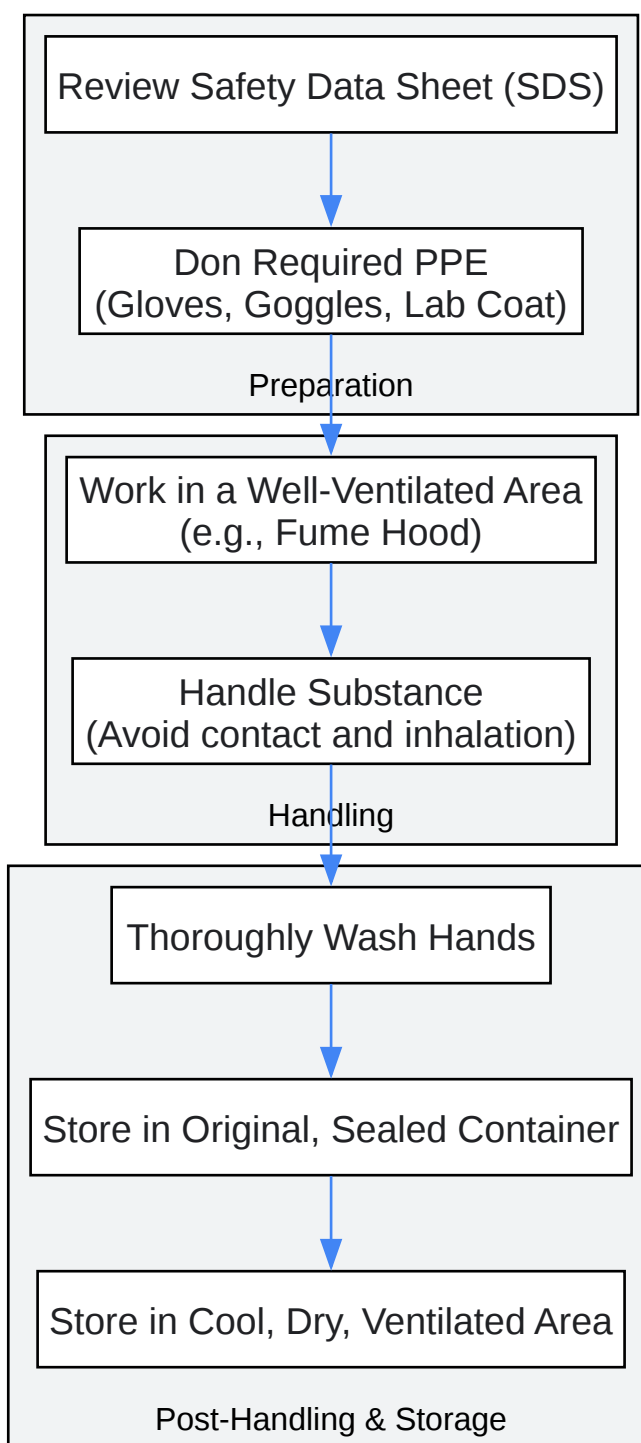 Review Safety Data Sheet (SDS)
Don Required PPE
(Gloves, Goggles, Lab Coat)
Preparation
Work in a Well-Ventilated Area
(e.g., Fume Hood)
Handle Substance
(Avoid contact and inhalation)
Handling
Thoroughly Wash Hands
Store in Original, Sealed Container
Store in Cool, Dry, Ventilated Area
Post-Handling & Storage